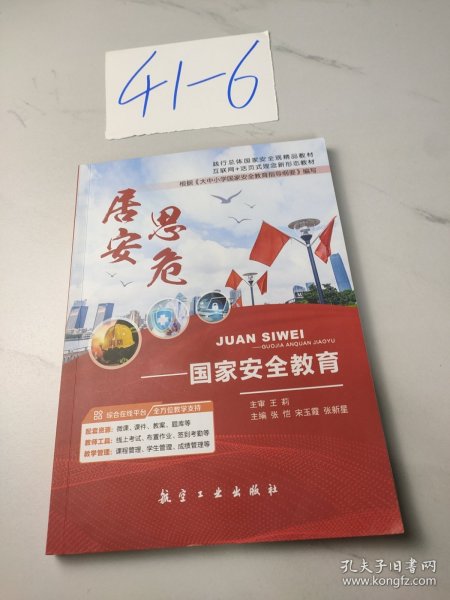 41-6
践行总体国家安全观精品教材
互联网+活页式理念新形态教材
根据《大中小学国家安全教育指导纲要》编写
居安
思危
JUAN SIWEI
——GUOJIA ANQUAN JIAOYU
——国家安全教育
主审 王 莉
主编 张 恺 宋玉霞 张新星
综合在线平台 全方位教学支持
配套资源：微课、课件、教案、题库等
教师工具：线上考试、布置作业、签到考勤等
教学管理：课程管理、学生管理、成绩管理等
航空工业出版社
孔夫子旧书网
www.kongfz.com